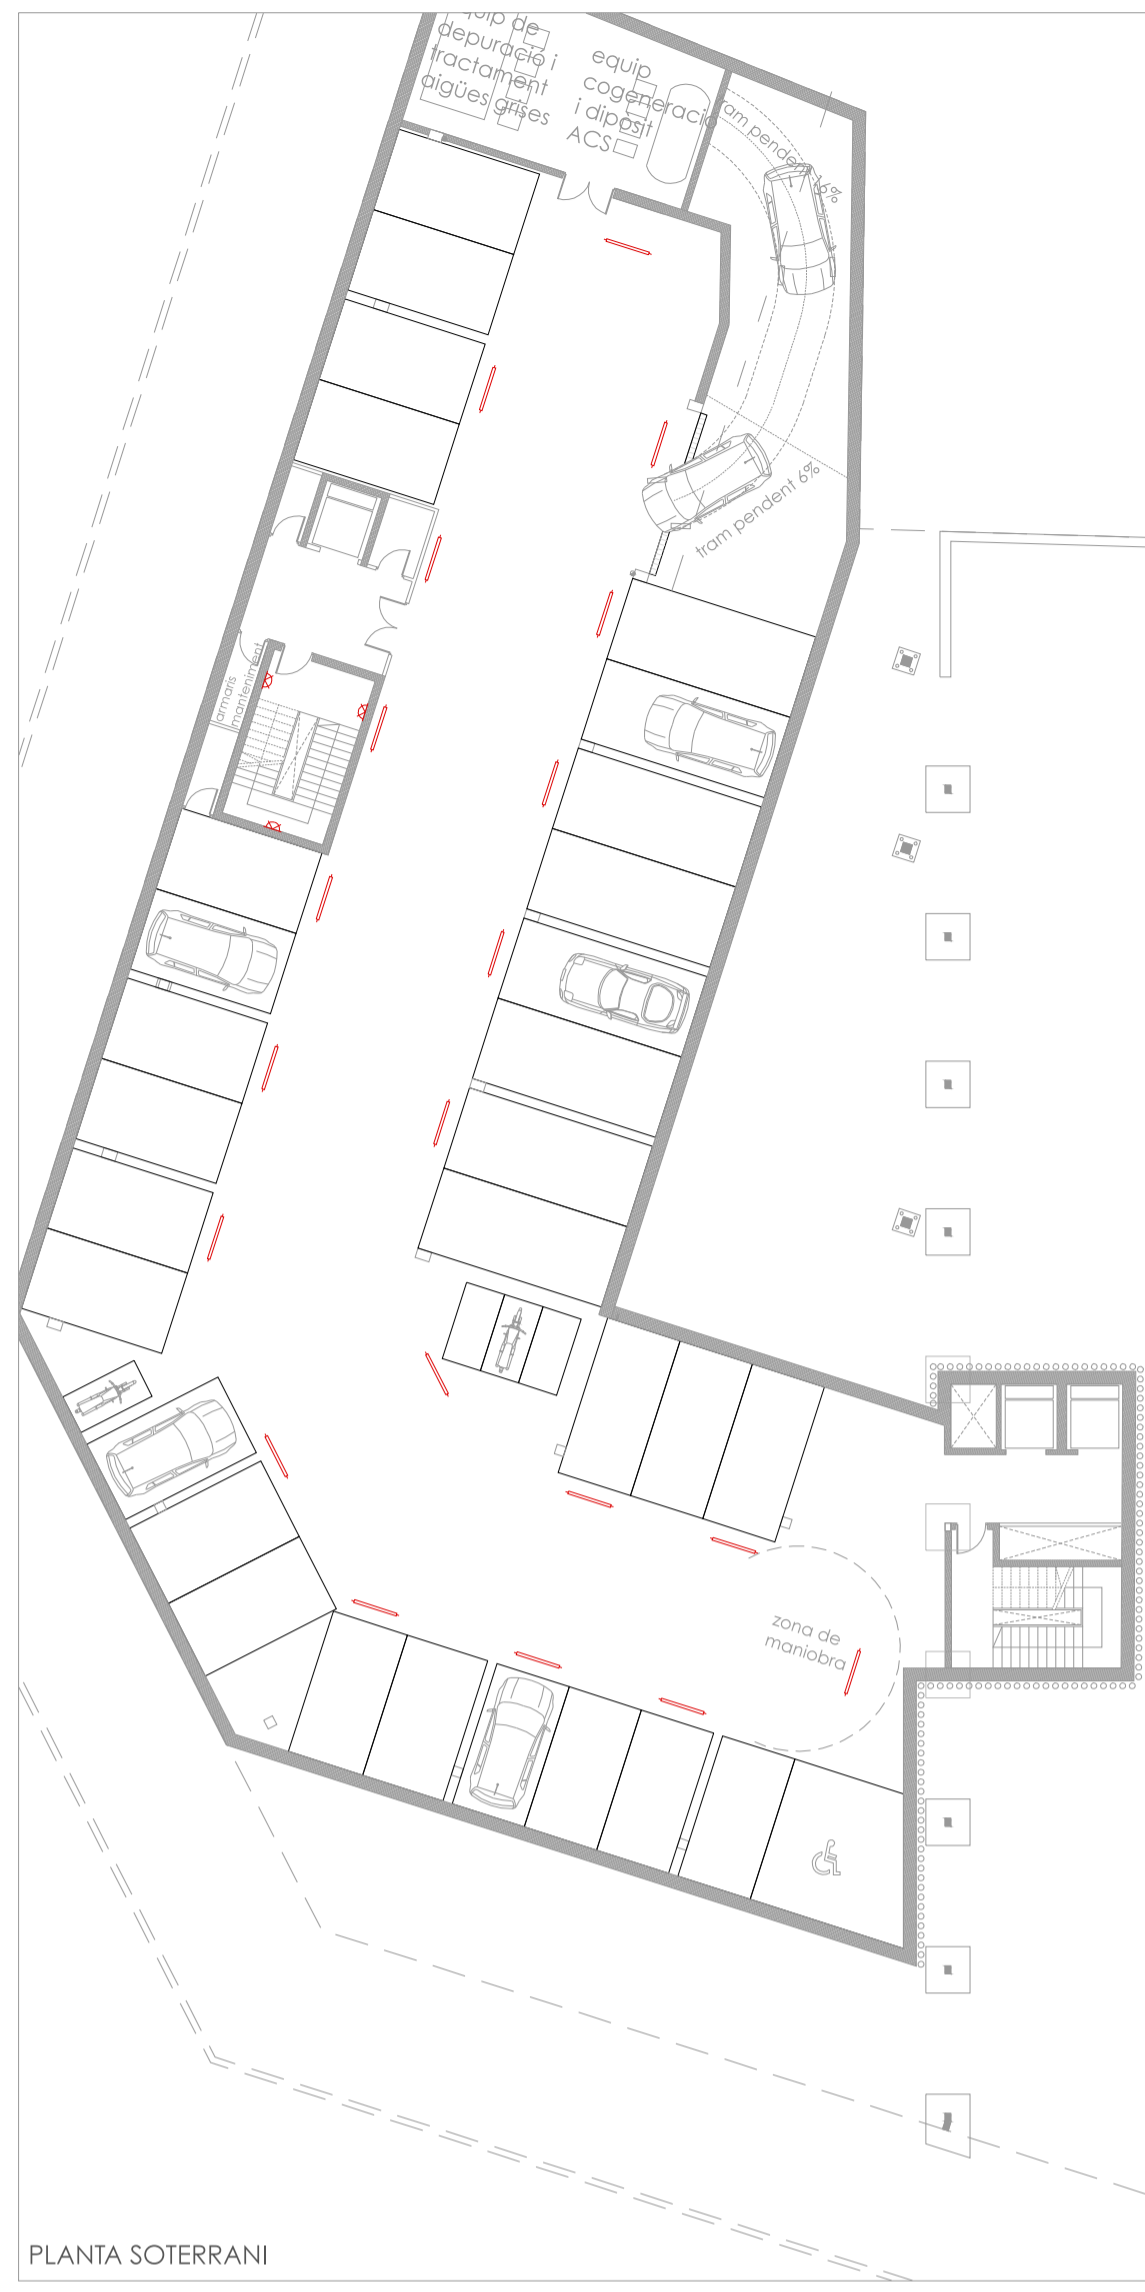 equip de
depuració i
tractament
aigües grises
equip
cogeneració
i diposit
ACS
tram pendent 16%
tram pendent 6%
armaris
manteniment
zona de
maniobra
PLANTA SOTERRANI